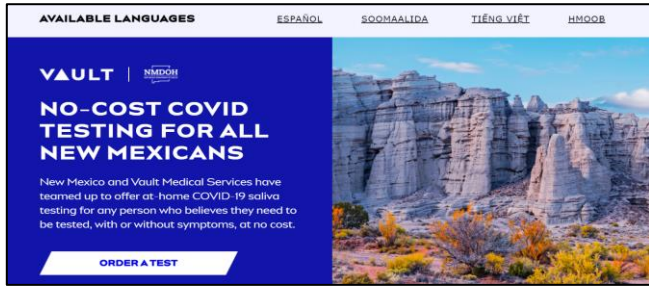 AVAILABLE LANGUAGES ESPAÑOL SOOMAALIDA TIẾNG VIỆT HMOOB
VAULT | NMDOH
NO-COST COVID
TESTING FOR ALL
NEW MEXICANS
New Mexico and Vault Medical Services have
teamed up to offer at-home COVID-19 saliva
testing for any person who believes they need to
be tested, with or without symptoms, at no cost.
ORDER A TEST